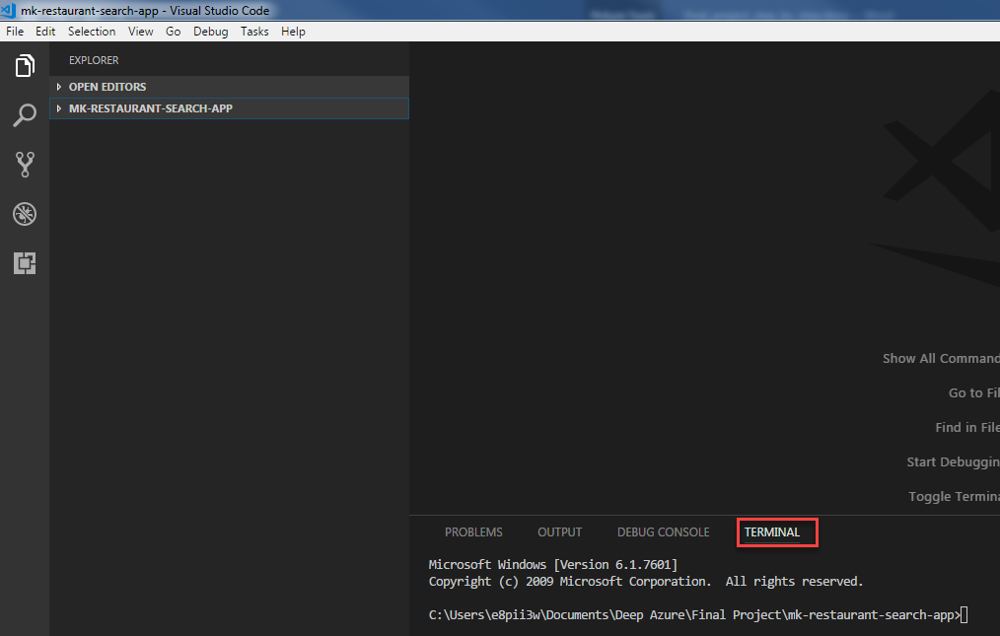 mk-restaurant-search-app - Visual Studio Code
File Edit Selection View Go Debug Tasks Help
EXPLORER
OPEN EDITORS
MK-RESTAURANT-SEARCH-APP
Show All Command
Go to Fil
Find in File
Start Debuggin
Toggle Termina
PROBLEMS OUTPUT DEBUG CONSOLE TERMINAL
Microsoft Windows [Version 6.1.7601]
Copyright (c) 2009 Microsoft Corporation.  All rights reserved.
C:\Users\e8pii3w\Documents\Deep Azure\Final Project\mk-restaurant-search-app>